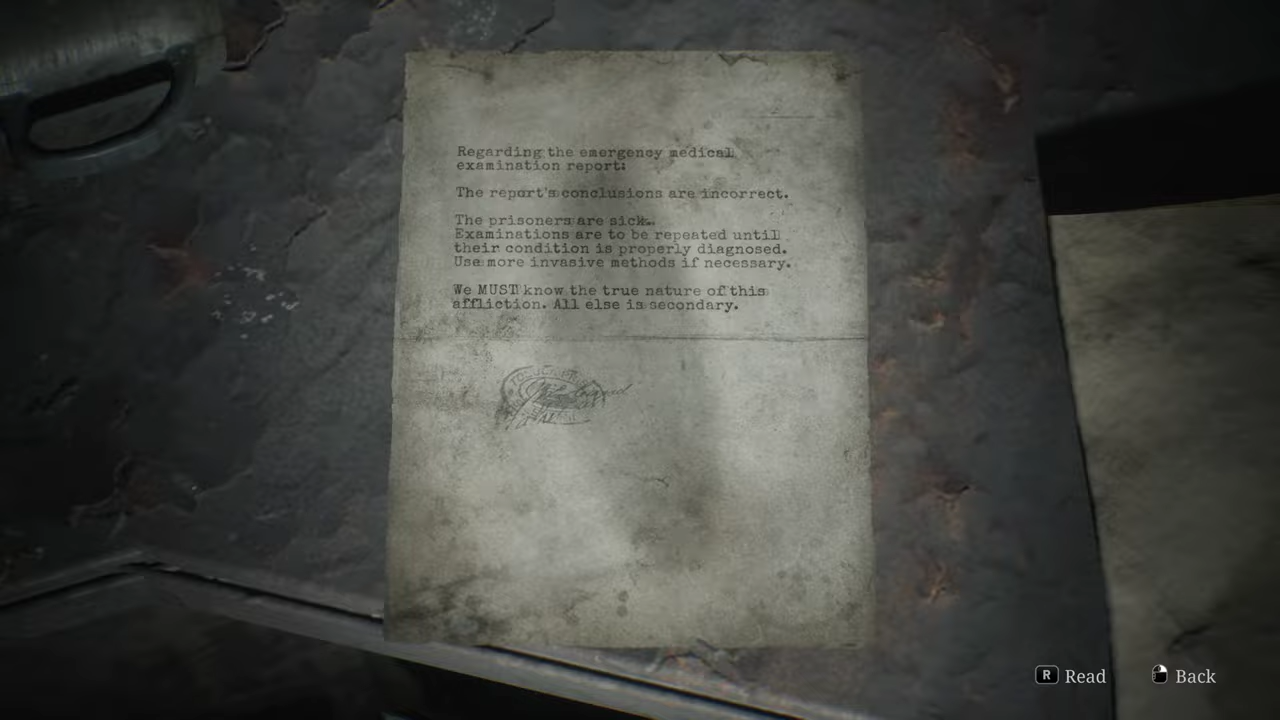 Regarding the emergency medical
examination report:
The report's conclusions are incorrect.
The prisoners are sick.
Examinations are to be repeated until
their condition is properly diagnosed.
Use more invasive methods if necessary.
We MUST know the true nature of this
affliction. All else is secondary.
R Read
Back